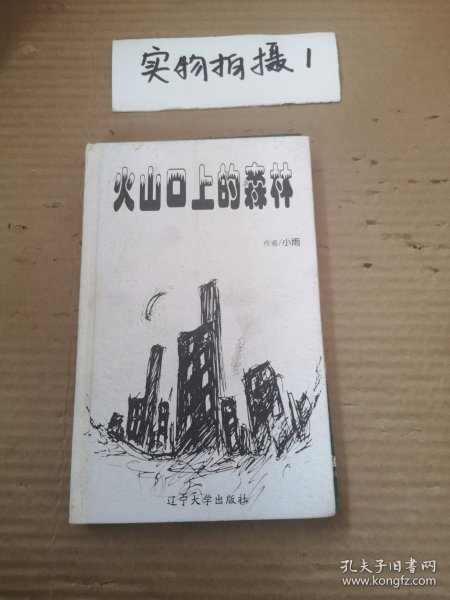 实物拍摄1
火山口上的森林
作者/小雨
辽宁大学出版社
孔夫子旧书网
www.kongfz.com